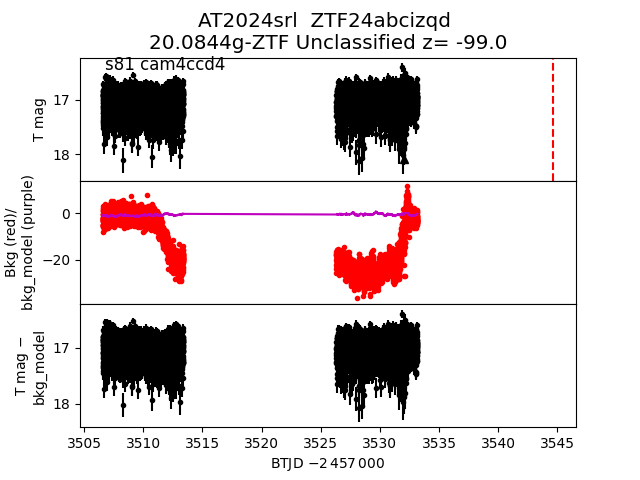 AT2024srl  ZTF24abcizqd
20.0844g-ZTF Unclassified z= -99.0
s81 cam4ccd4
T mag
17
18
Bkg (red)/
bkg_model (purple)
0
−20
T mag −
bkg_model
17
18
3505 3510 3515 3520 3525 3530 3535 3540 3545
BTJD −2 457 000